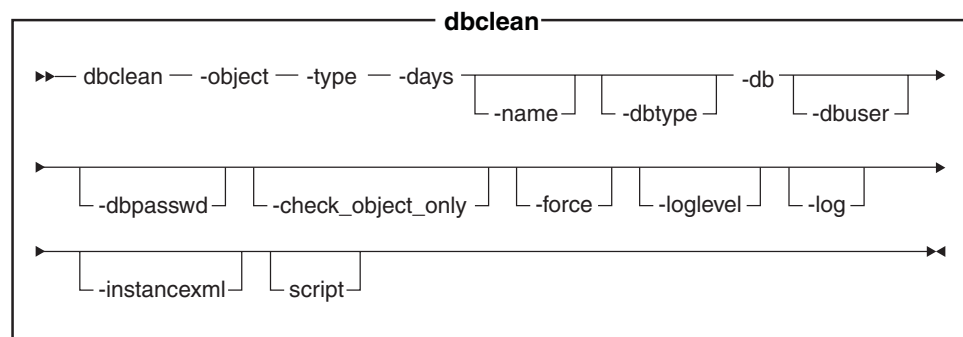 dbclean
dbclean -object -type -days -name -dbtype -db -dbuser
-dbpasswd -check_object_only -force -loglevel -log
-instancexml script